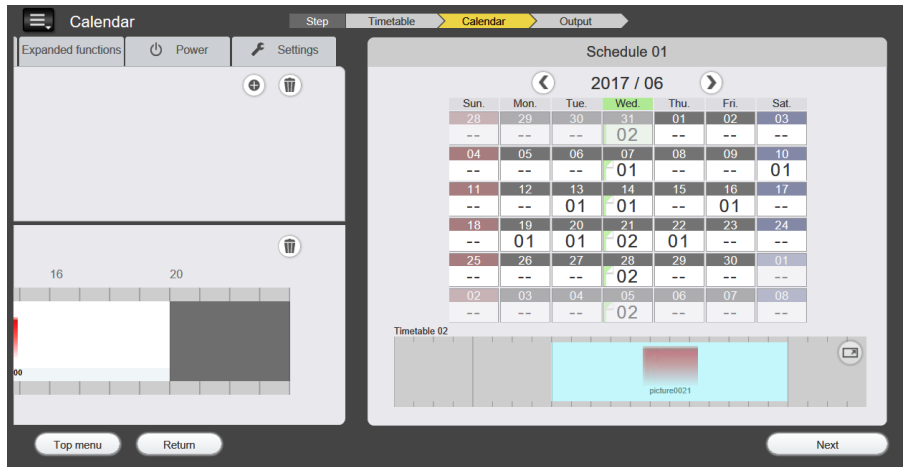 Calendar
Step Timetable Calendar Output
Expanded functions Power Settings
Schedule 01
2017 / 06
Sun. Mon. Tue. Wed. Thu. Fri. Sat.
28 29 30 31 01 02 03
-- -- -- 02 -- -- --
04 05 06 07 08 09 10
-- -- -- 01 -- -- 01
11 12 13 14 15 16 17
-- -- 01 01 -- 01 --
18 19 20 21 22 23 24
-- 01 01 02 01 -- --
25 26 27 28 29 30 01
-- -- -- 02 -- -- --
02 03 04 05 06 07 08
-- -- -- 02 -- -- --
16 20
00
Timetable 02
picture0021
Top menu Return Next